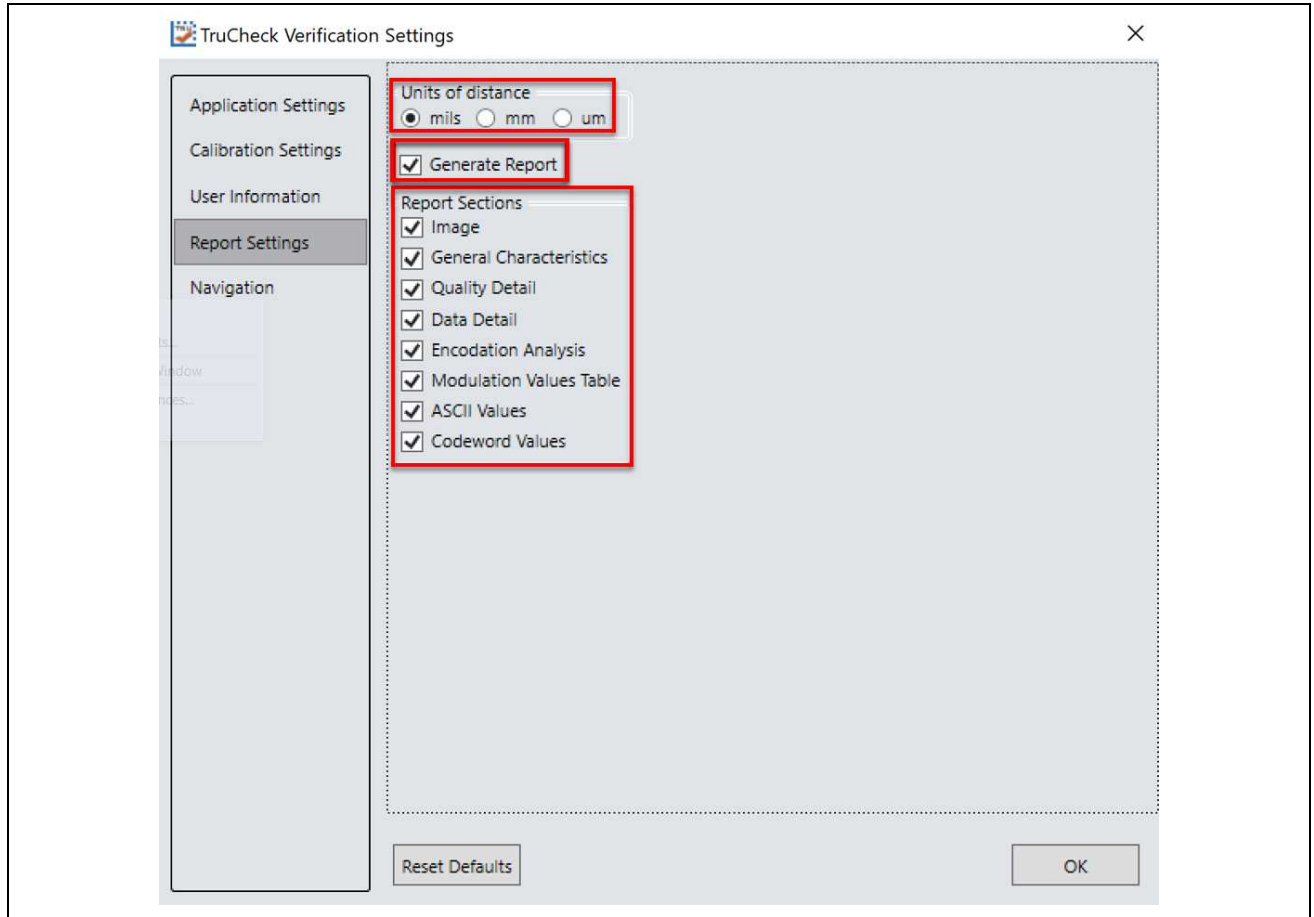 TruCheck Verification Settings
Application Settings
Calibration Settings
User Information
Report Settings
Navigation
Units of distance
mils mm um
Generate Report
Report Sections
Image
General Characteristics
Quality Detail
Data Detail
Encodation Analysis
Modulation Values Table
ASCII Values
Codeword Values
Reset Defaults
OK